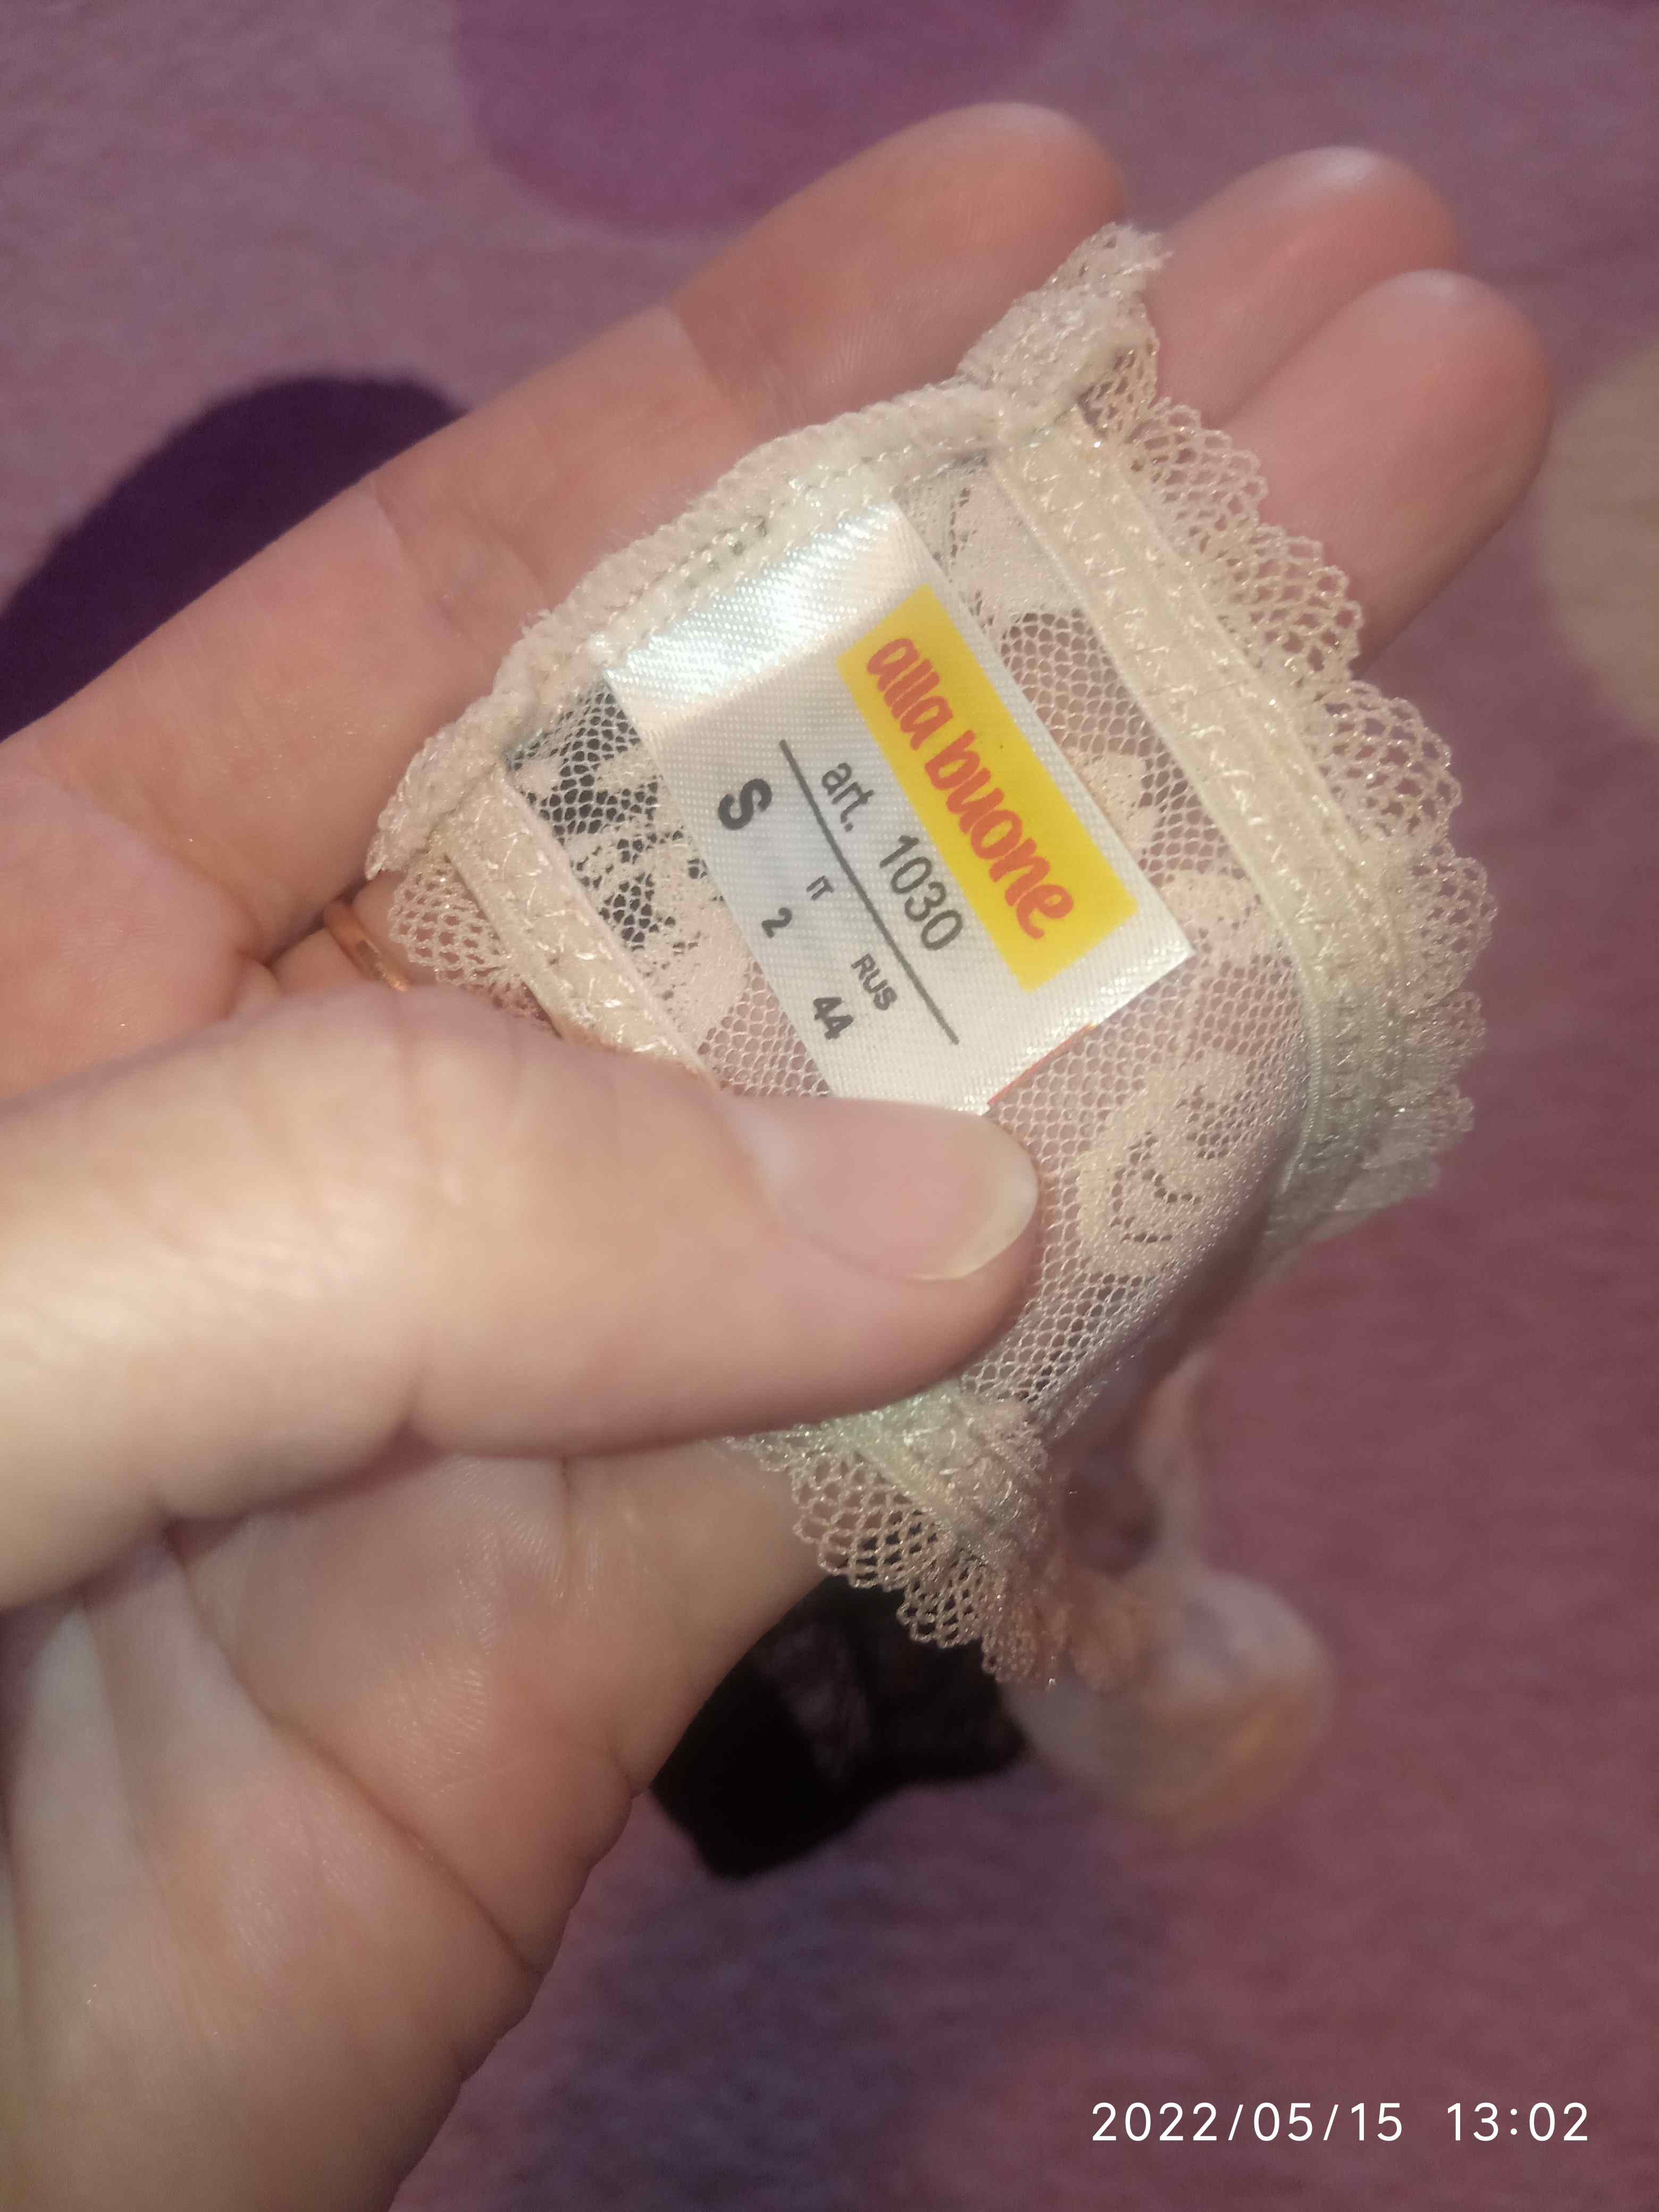 alla buone
art. 1030
S IT RUS
2 44
2022/05/15 13:02